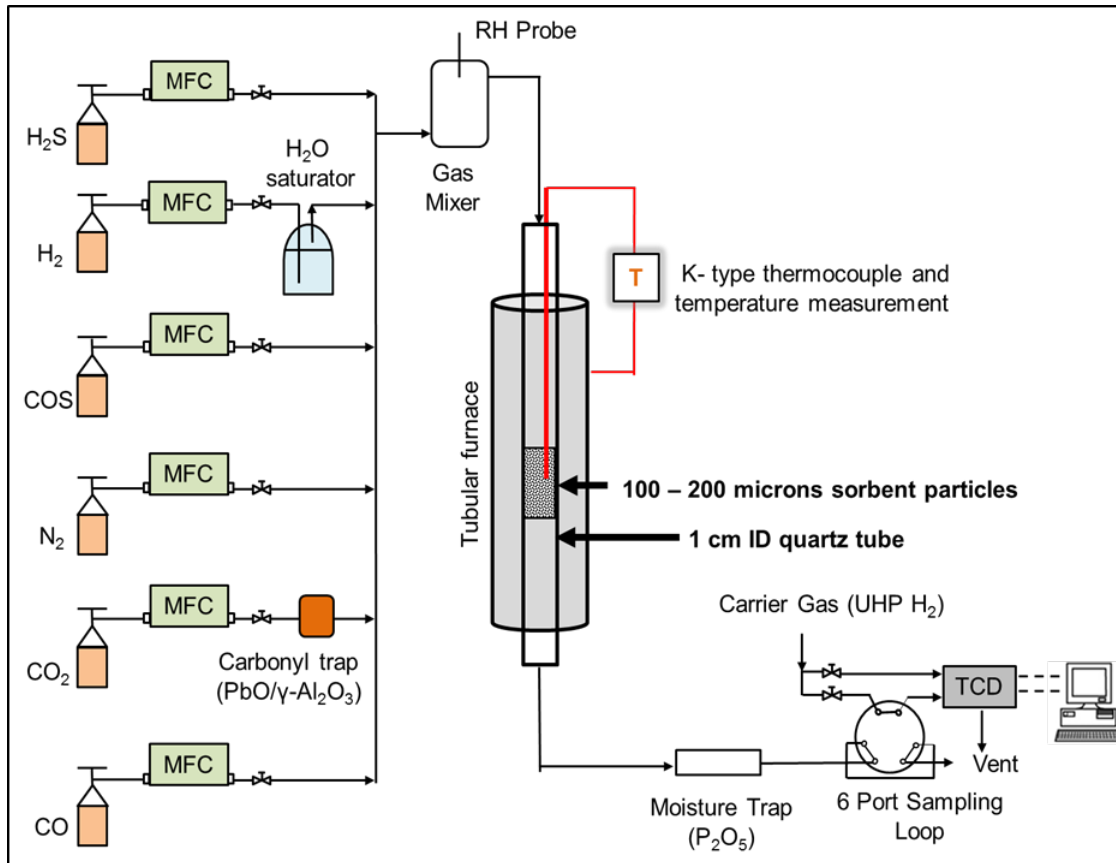 RH Probe
MFC
H₂S
H₂O
saturator
Gas
Mixer
MFC
H₂
T
K- type thermocouple and
temperature measurement
MFC
COS
Tubular furnace
MFC
N₂
100 – 200 microns sorbent particles
1 cm ID quartz tube
MFC
CO₂
Carbonyl trap
(PbO/γ-Al₂O₃)
Carrier Gas (UHP H₂)
TCD
MFC
CO
Vent
Moisture Trap
(P₂O₅)
6 Port Sampling
Loop